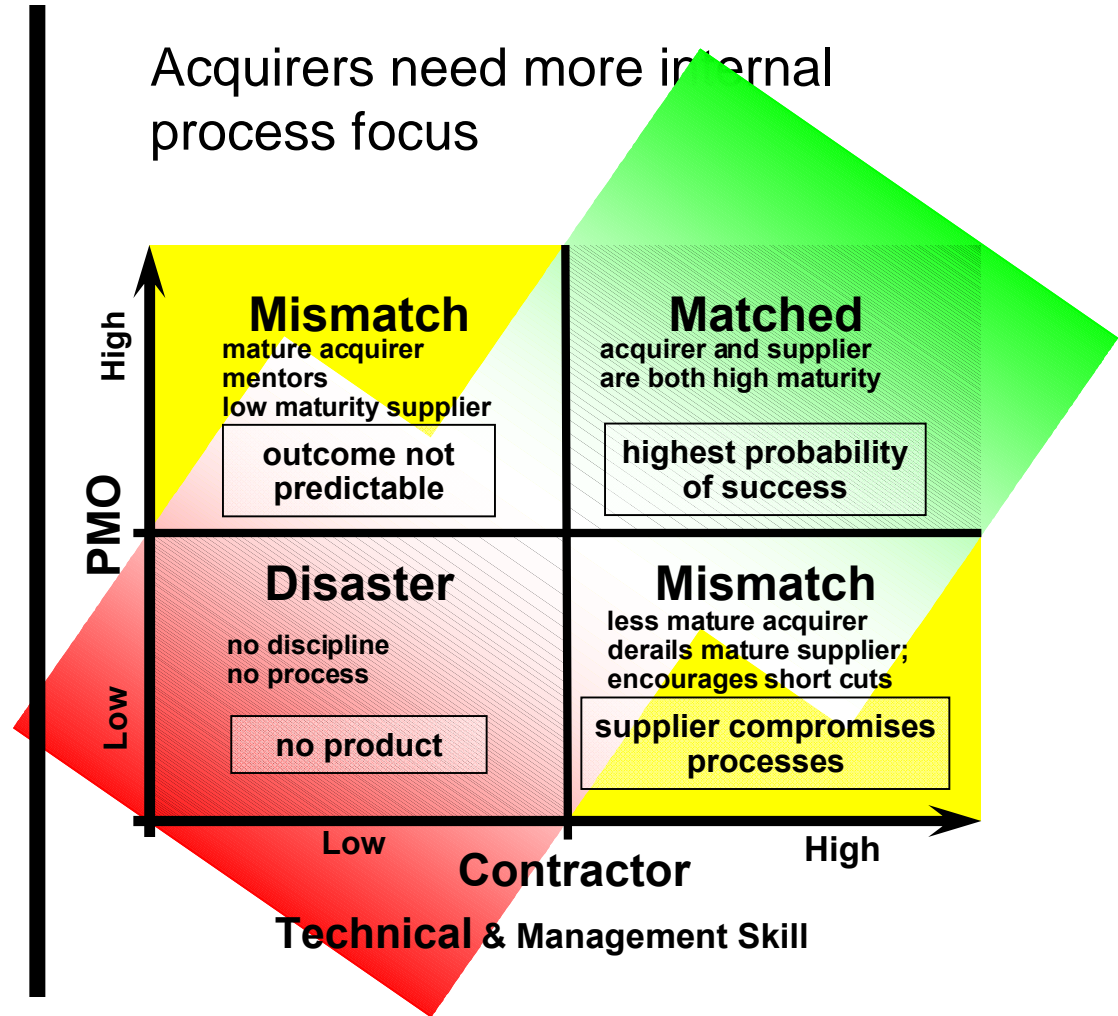 Acquirers need more internal
process focus
High
PMO
Low
Mismatch
mature acquirer
mentors
low maturity supplier
outcome not
predictable
Matched
acquirer and supplier
are both high maturity
highest probability
of success
Disaster
no discipline
no process
no product
Mismatch
less mature acquirer
derails mature supplier;
encourages short cuts
supplier compromises
processes
Low
High
Contractor
Technical & Management Skill